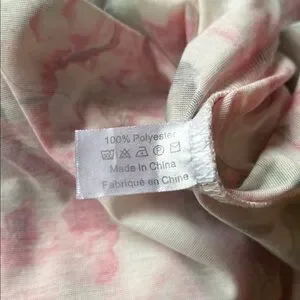 100% Polyester
Made in China
Fabriqué en Chine